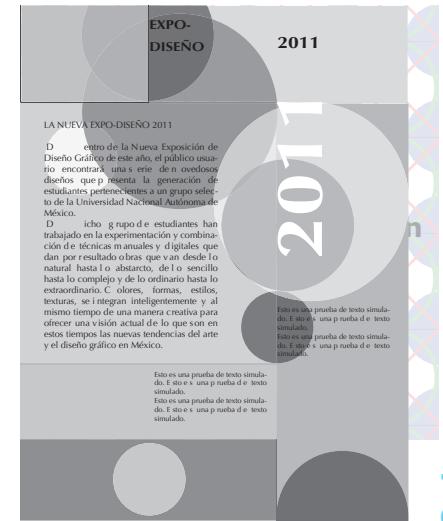 EXPO-
DISEÑO
2011
LA NUEVA EXPO-DISEÑO 2011
D entro de la Nueva Exposición de
Diseño Gráfico de este año, el público usua-
rio encontrará una s erie de n ovedosos
diseños que p resenta la generación de
estudiantes pertenecientes a un grupo selec-
to de la Universidad Nacional Autónoma de
México.
D icho g rupo d e estudiantes han
trabajado en la experimentación y combina-
ción d e técnicas m anuales y d igitales que
dan por r esultado o bras que v an desde l o
natural hasta l o abstarcto, de l o sencillo
hasta lo complejo y de lo ordinario hasta lo
extraordinario. C olores, formas, estilos,
texturas, se i ntegran inteligentemente y al
mismo tiempo de una manera creativa para
ofrecer una v isión actual de lo que s on en
estos tiempos las nuevas tendencias del arte
y el diseño gráfico en México.
2011
Esto es una prueba de texto simula-
do. E sto e s una p rueba d e texto
simulado.
Esto es una prueba de texto simula-
do. E sto e s una p rueba d e texto
simulado.
Esto es una prueba de texto simula-
do. E sto e s una p rueba d e texto
simulado.
Esto es una prueba de texto simula-
do. E sto e s una p rueba d e texto
simulado.
n